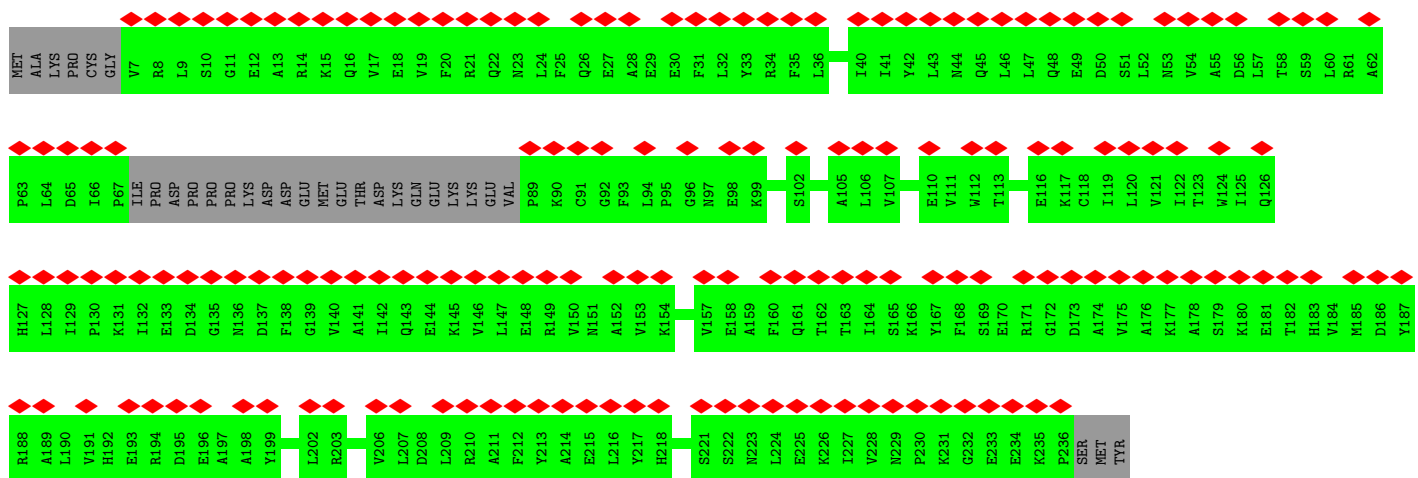 MET ALA LYS PRO CYS GLY V7 R8 L9 S10 G11 E12 A13 R14 K15 Q16 V17 E18 V19 F20 R21 Q22 N23 L24 F25 Q26 E27 A28 E29 E30 F31 L32 Y33 R34 F35 L36 I40 I41 Y42 L43 N44 Q45 L46 L47 Q48 E49 D50 S51 L52 N53 V54 A55 D56 L57 T58 S59 L60 R61 A62
P63 L64 D65 I66 P67 ILE PRO ASP PRO PRO PRO LYS ASP ASP GLU MET GLU THR ASP LYS GLN GLU LYS LYS GLU VAL P89 K90 C91 G92 F93 L94 P95 G96 N97 E98 K99 S102 A105 L106 V107 E110 V111 W112 T113 E116 K117 C118 I119 L120 V121 I122 T123 W124 I125 Q126
H127 L128 I129 P130 K131 I132 E133 D134 G135 N136 D137 F138 G139 V140 A141 I142 Q143 E144 K145 V146 L147 E148 R149 V150 N151 A152 V153 K154 V157 E158 A159 F160 Q161 T162 T163 I164 S165 K166 Y167 F168 S169 E170 R171 G172 D173 A174 V175 A176 K177 A178 S179 K180 E181 T182 H183 V184 M185 D186 Y187
R188 A189 L190 V191 H192 E193 R194 D195 E196 A197 A198 Y199 L202 R203 V206 L207 D208 L209 R210 A211 F212 Y213 A214 E215 L216 Y217 H218 S221 S222 N223 L224 E225 K226 I227 V228 N229 P230 K231 G232 E233 E234 K235 P236 SER MET TYR